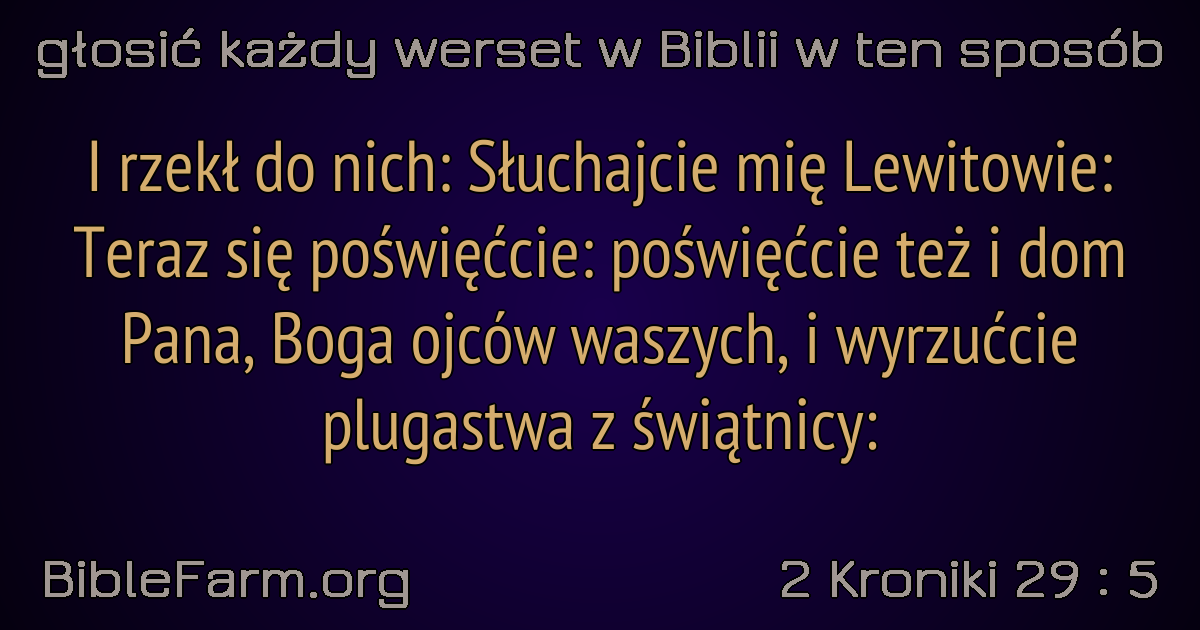 głosić każdy werset w Biblii w ten sposób
I rzekł do nich: Słuchajcie mię Lewitowie:
Teraz się poświęćcie: poświęćcie też i dom
Pana, Boga ojców waszych, i wyrzućcie
plugastwa z świątnicy:
BibleFarm.org
2 Kroniki 29 : 5